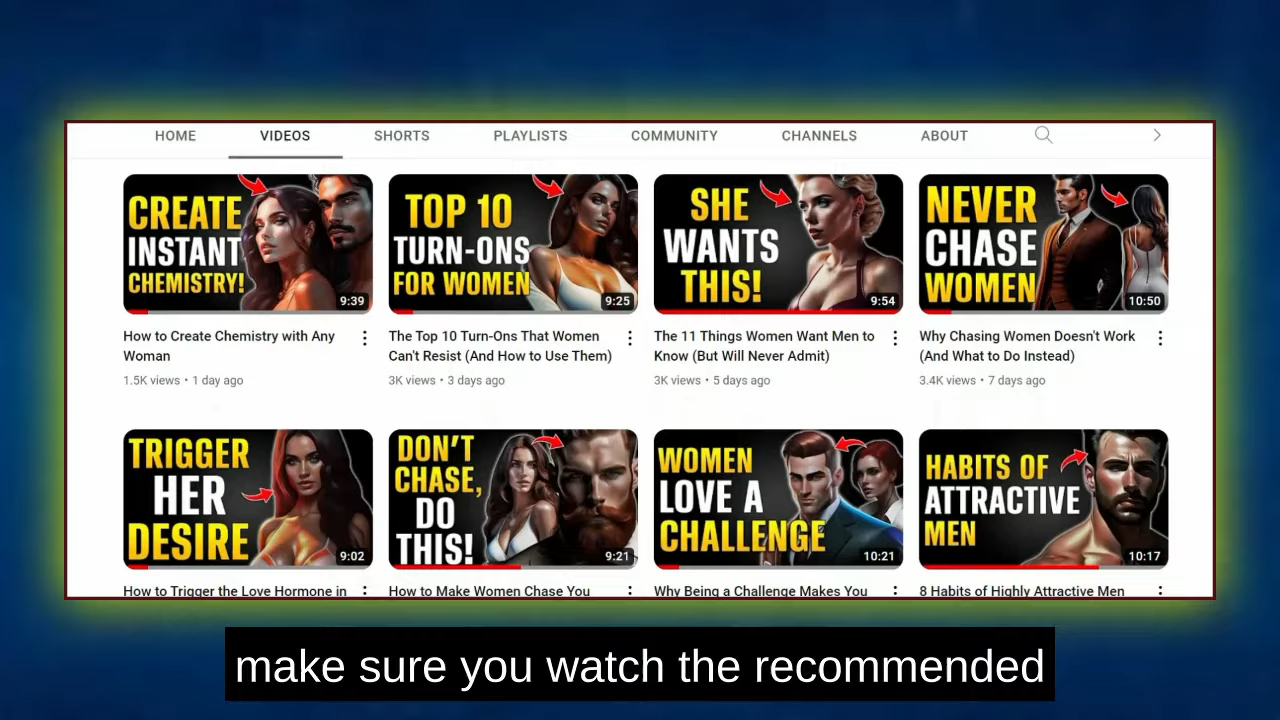 HOME VIDEOS SHORTS PLAYLISTS COMMUNITY CHANNELS ABOUT
CREATE
INSTANT
CHEMISTRY!
9:39
TOP 10
TURN-ONS
FOR WOMEN
9:25
SHE
WANTS
THIS!
9:54
NEVER
CHASE
WOMEN
10:50
How to Create Chemistry with Any
Woman
1.5K views • 1 day ago
The Top 10 Turn-Ons That Women
Can't Resist (And How to Use Them)
3K views • 3 days ago
The 11 Things Women Want Men to
Know (But Will Never Admit)
3K views • 5 days ago
Why Chasing Women Doesn't Work
(And What to Do Instead)
3.4K views • 7 days ago
TRIGGER
HER
DESIRE
9:02
DON'T
CHASE,
DO
THIS!
9:21
WOMEN
LOVE A
CHALLENGE
10:21
HABITS OF
ATTRACTIVE
MEN
10:17
How to Trigger the Love Hormone in
How to Make Women Chase You
Why Being a Challenge Makes You
8 Habits of Highly Attractive Men
make sure you watch the recommended